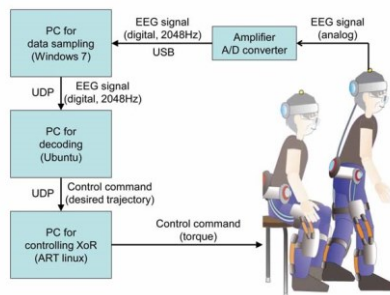 PC for
data sampling
(Windows 7)
EEG signal
(digital, 2048Hz)
USB
Amplifier
A/D converter
EEG signal
(analog)
UDP
EEG signal
(digital, 2048Hz)
PC for
decoding
(Ubuntu)
UDP
Control command
(desired trajectory)
PC for
controlling XoR
(ART linux)
Control command
(torque)